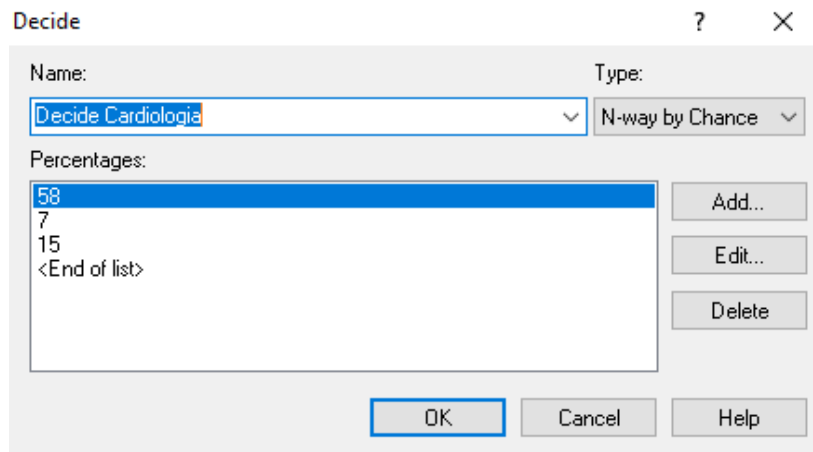 Decide ? ×
Name: Type:
Decide Cardiologia N-way by Chance
Percentages:
58
7
15
<End of list>
Add...
Edit...
Delete
OK Cancel Help